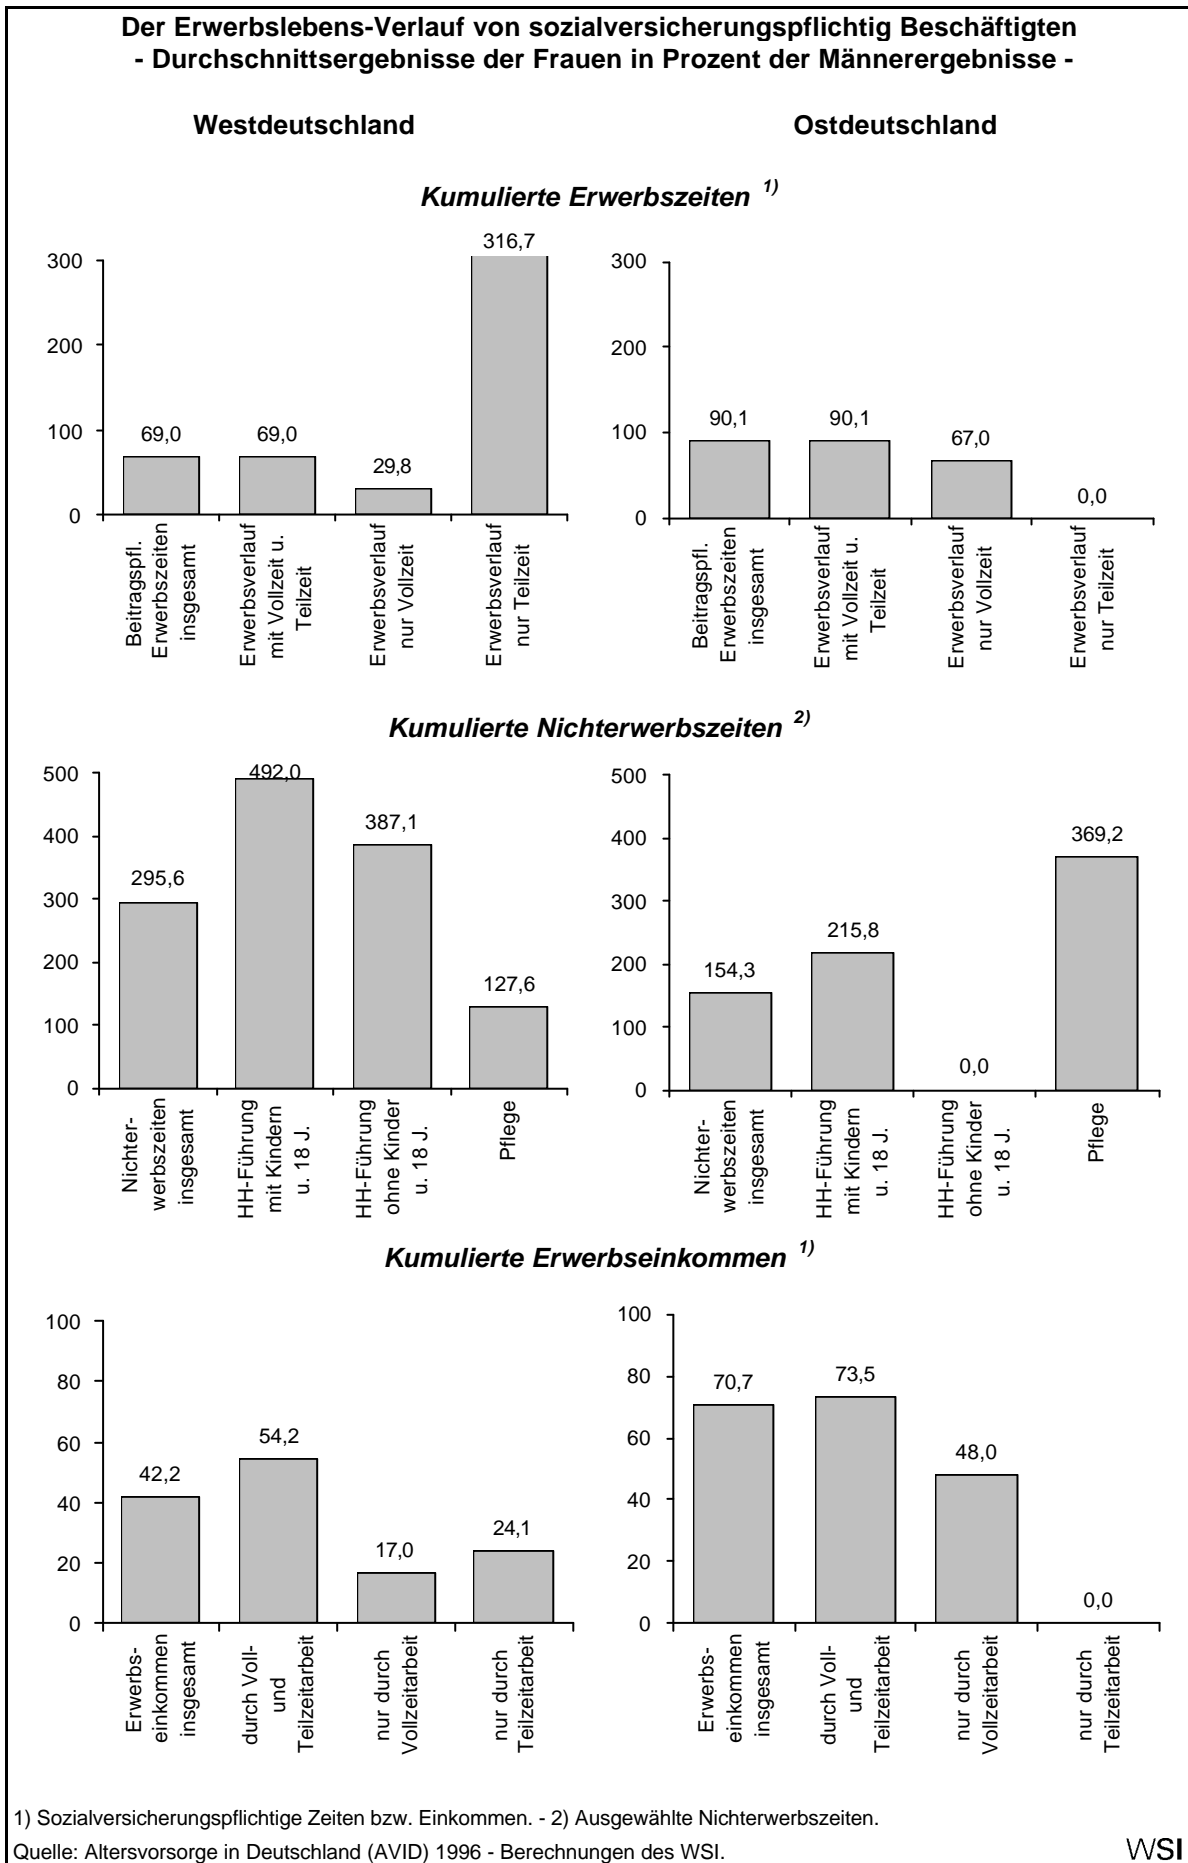 Der Erwerbslebens-Verlauf von sozialversicherungspflichtig Beschäftigten
- Durchschnittsergebnisse der Frauen in Prozent der Männerergebnisse -
Westdeutschland
Ostdeutschland
Kumulierte Erwerbszeiten 1)
300
200
100
0
69,0
69,0
29,8
316,7
Beitragspfl.
Erwerbszeiten
insgesamt
Erwerbsverlauf
mit Vollzeit u.
Teilzeit
Erwerbsverlauf
nur Vollzeit
Erwerbsverlauf
nur Teilzeit
300
200
100
0
90,1
90,1
67,0
0,0
Beitragspfl.
Erwerbszeiten
insgesamt
Erwerbsverlauf
mit Vollzeit u.
Teilzeit
Erwerbsverlauf
nur Vollzeit
Erwerbsverlauf
nur Teilzeit
Kumulierte Nichterwerbszeiten 2)
500
400
300
200
100
0
295,6
492,0
387,1
127,6
Nichter-
werbszeiten
insgesamt
HH-Führung
mit Kindern
u. 18 J.
HH-Führung
ohne Kinder
u. 18 J.
Pflege
500
400
300
200
100
0
154,3
215,8
0,0
369,2
Nichter-
werbszeiten
insgesamt
HH-Führung
mit Kindern
u. 18 J.
HH-Führung
ohne Kinder
u. 18 J.
Pflege
Kumulierte Erwerbseinkommen 1)
100
80
60
40
20
0
42,2
54,2
17,0
24,1
Erwerbs-
einkommen
insgesamt
durch Voll-
und
Teilzeitarbeit
nur durch
Vollzeitarbeit
nur durch
Teilzeitarbeit
100
80
60
40
20
0
70,7
73,5
48,0
0,0
Erwerbs-
einkommen
insgesamt
durch Voll-
und
Teilzeitarbeit
nur durch
Vollzeitarbeit
nur durch
Teilzeitarbeit
1) Sozialversicherungspflichtige Zeiten bzw. Einkommen. - 2) Ausgewählte Nichterwerbszeiten.
Quelle: Altersvorsorge in Deutschland (AVID) 1996 - Berechnungen des WSI.
WSI